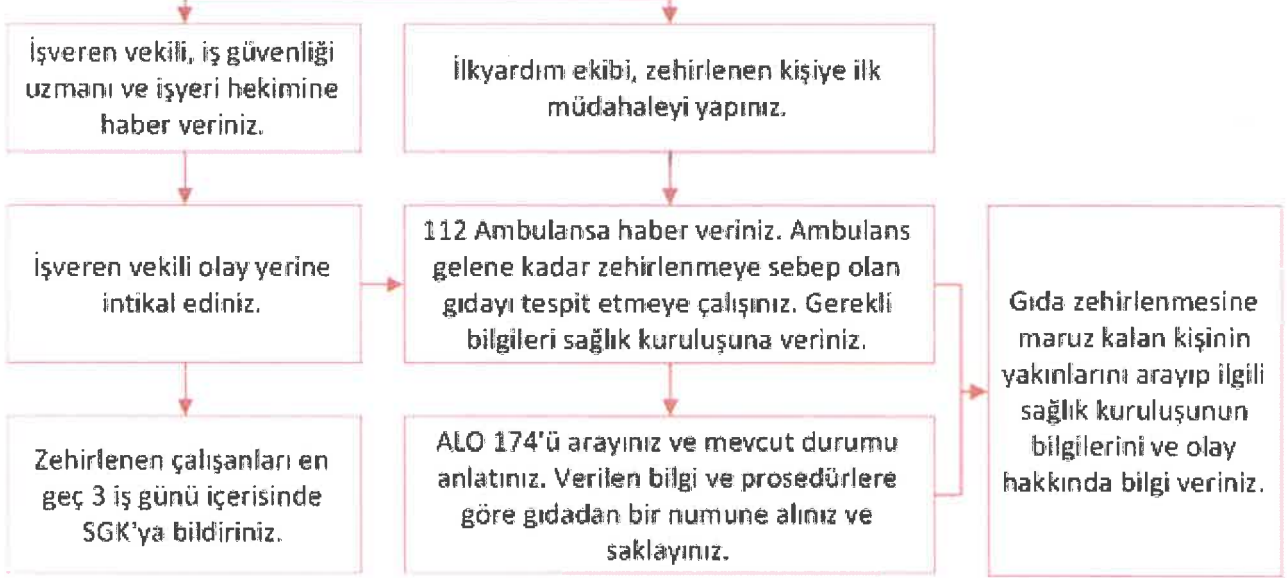 İşveren vekili, iş güvenliği
uzmanı ve işyeri hekimine
haber veriniz.
İlkyardım ekibi, zehirlenen kişiye ilk
müdahaleyi yapınız.
İşveren vekili olay yerine
intikal ediniz.
112 Ambulansa haber veriniz. Ambulans
gelene kadar zehirlenmeye sebep olan
gıdayı tespit etmeye çalışınız. Gerekli
bilgileri sağlık kuruluşuna veriniz.
Gıda zehirlenmesine
maruz kalan kişinin
yakınlarını arayıp ilgili
sağlık kuruluşunun
bilgilerini ve olay
hakkında bilgi veriniz.
Zehirlenen çalışanları en
geç 3 iş günü içerisinde
SGK'ya bildiriniz.
ALO 174'ü arayınız ve mevcut durumu
anlatınız. Verilen bilgi ve prosedürlere
göre gıdadan bir numune alınız ve
saklayınız.